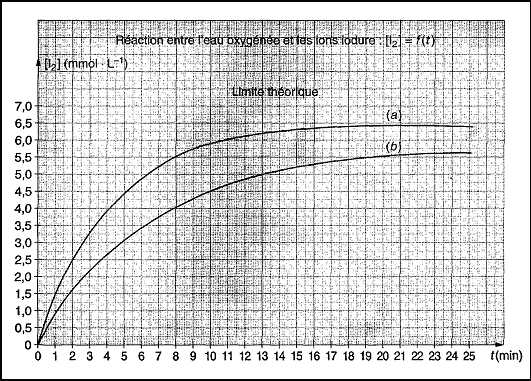 Réaction entre l'eau oxygénée et les ions iodure : [I₂] = f(t)
[I₂] (mmol · L⁻¹)
Limite théorique
7,0
6,5
6,0
5,5
5,0
4,5
4,0
3,5
3,0
2,5
2,0
1,5
1,0
0,5
0
(a)
(b)
0 1 2 3 4 5 6 7 8 9 10 11 12 13 14 15 16 17 18 19 20 21 22 23 24 25 t(min)